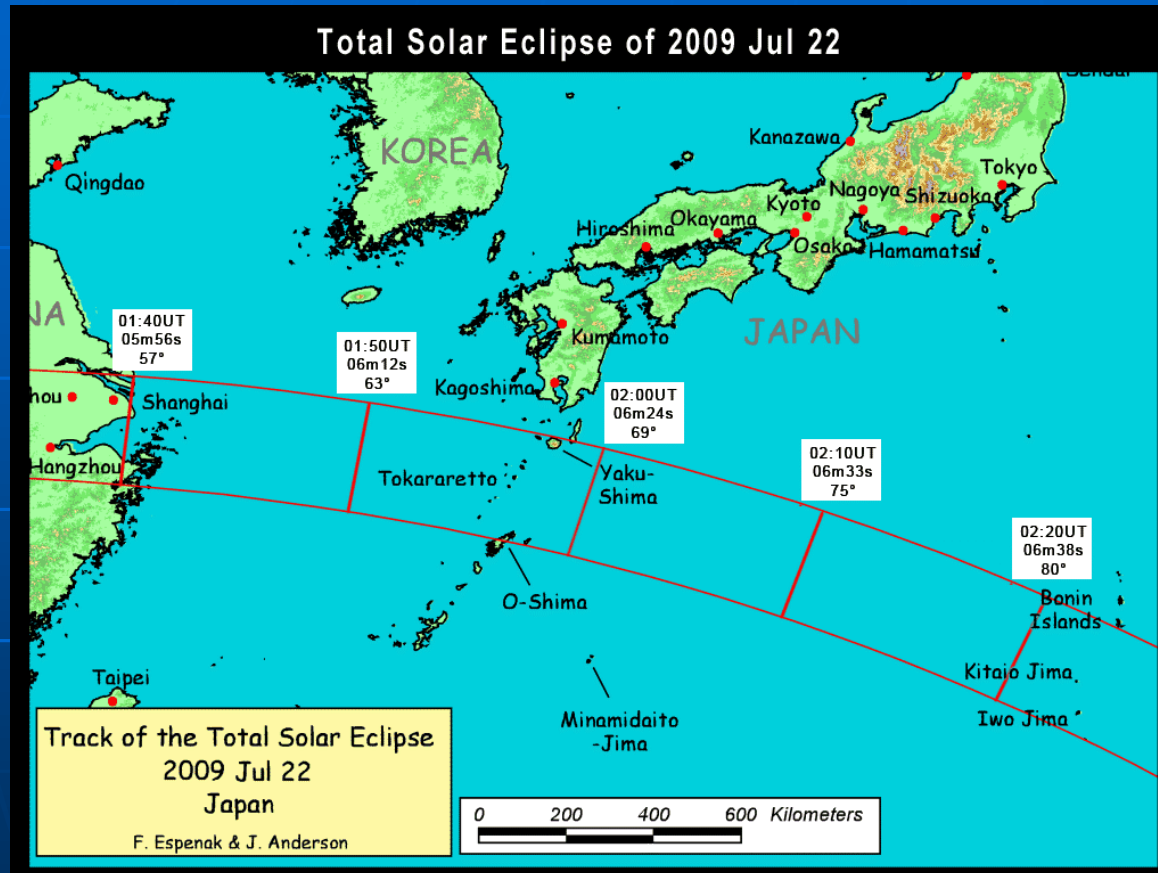 Total Solar Eclipse of 2009 Jul 22
Sendai
Kanazawa
KOREA
Tokyo
Qingdao
Nagoya
Shizuoka
Kyoto
Okayama
Hiroshima
Osaka
Hamamatsu
NA
01:40UT
05m56s
57°
01:50UT
06m12s
63°
JAPAN
Kumamoto
Kagoshima
02:00UT
06m24s
69°
hou
Shanghai
Hangzhou
Tokararetto
Yaku-
Shima
02:10UT
06m33s
75°
02:20UT
06m38s
80°
O-Shima
Bonin
Islands
Kitaio Jima
Taipei
Minamidaito
-Jima
Iwo Jima
Track of the Total Solar Eclipse
2009 Jul 22
Japan
F. Espenak & J. Anderson
0 200 400 600 Kilometers